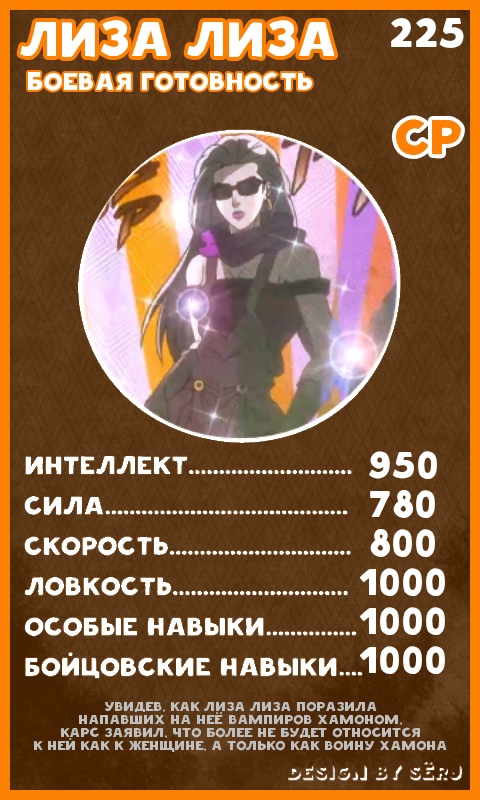 ЛИЗА ЛИЗА
225
БОЕВАЯ ГОТОВНОСТЬ
СР
ИНТЕЛЛЕКТ.................................. 950
СИЛА.................................................. 780
СКОРОСТЬ..................................... 800
ЛОВКОСТЬ.................................... 1000
ОСОБЫЕ НАВЫКИ................... 1000
БОЙЦОВСКИЕ НАВЫКИ.... 1000
УВИДЕВ, КАК ЛИЗА ЛИЗА ПОРАЗИЛА
НАПАВШИХ НА НЕЁ ВАМПИРОВ ХАМОНОМ,
КАРС ЗАЯВИЛ, ЧТО БОЛЕЕ НЕ БУДЕТ ОТНОСИТСЯ
К НЕЙ КАК К ЖЕНЩИНЕ, А ТОЛЬКО КАК ВОИНУ ХАМОНА
DESIGN BY SЁRJ